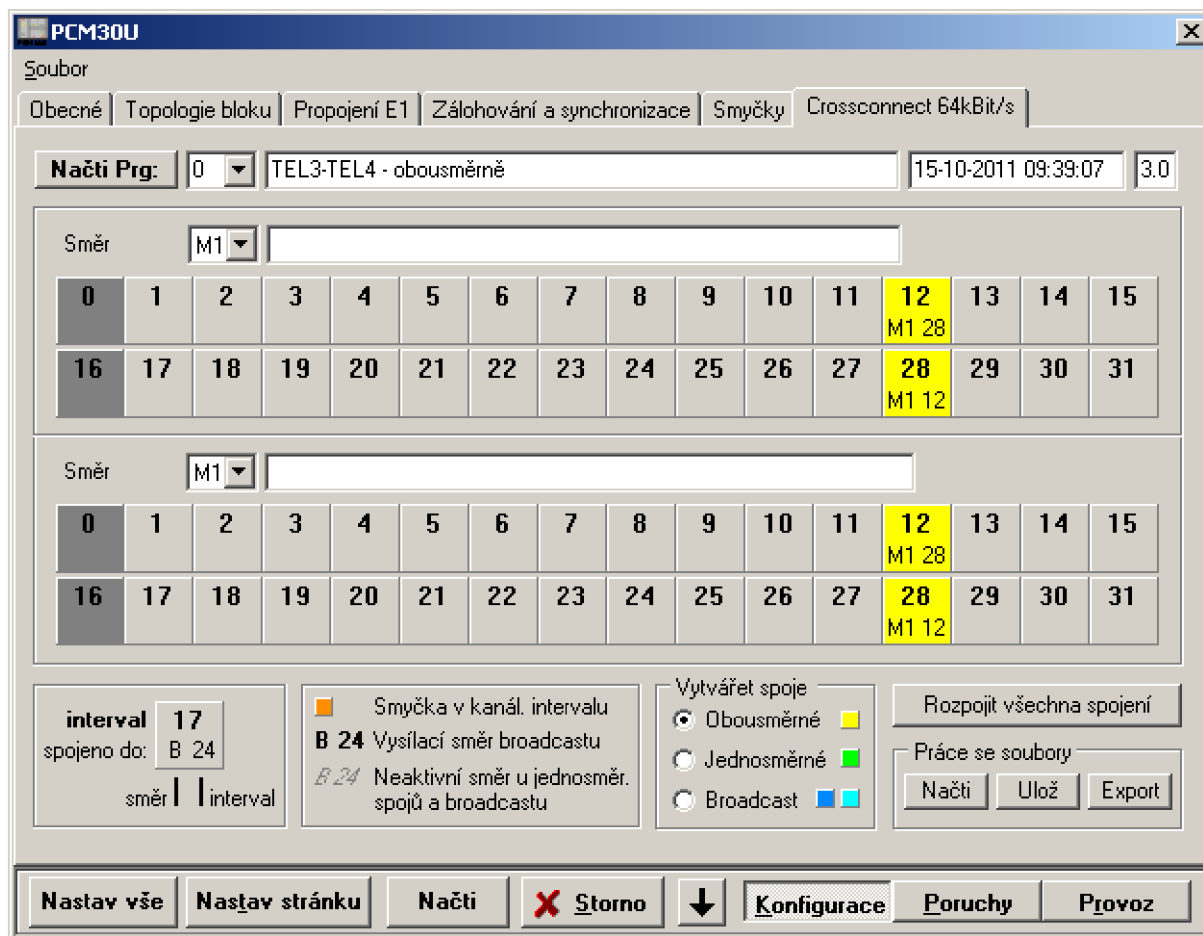 PCM30U
Soubor
Obecné Topologie bloku Propojení E1 Zálohování a synchronizace Smyčky Crossconnect 64kBit/s
Načti Prg: 0 TEL3-TEL4 - obousměrně 15-10-2011 09:39:07 3.0
Směr M1
0 1 2 3 4 5 6 7 8 9 10 11 12 13 14 15
M1 28
16 17 18 19 20 21 22 23 24 25 26 27 28 29 30 31
M1 12
Směr M1
0 1 2 3 4 5 6 7 8 9 10 11 12 13 14 15
M1 28
16 17 18 19 20 21 22 23 24 25 26 27 28 29 30 31
M1 12
interval 17
spojeno do: B 24
směr interval
Smyčka v kanál. intervalu
B 24 Vysílací směr broadcastu
B 24 Neaktivní směr u jednosměr.
spojů a broadcastu
Vytvářet spoje
Obousměrné
Jednosměrné
Broadcast
Rozpojit všechna spojení
Práce se soubory
Načti Ulož Export
Nastav vše Nastav stránku Načti Storno Konfigurace Poruchy Provoz